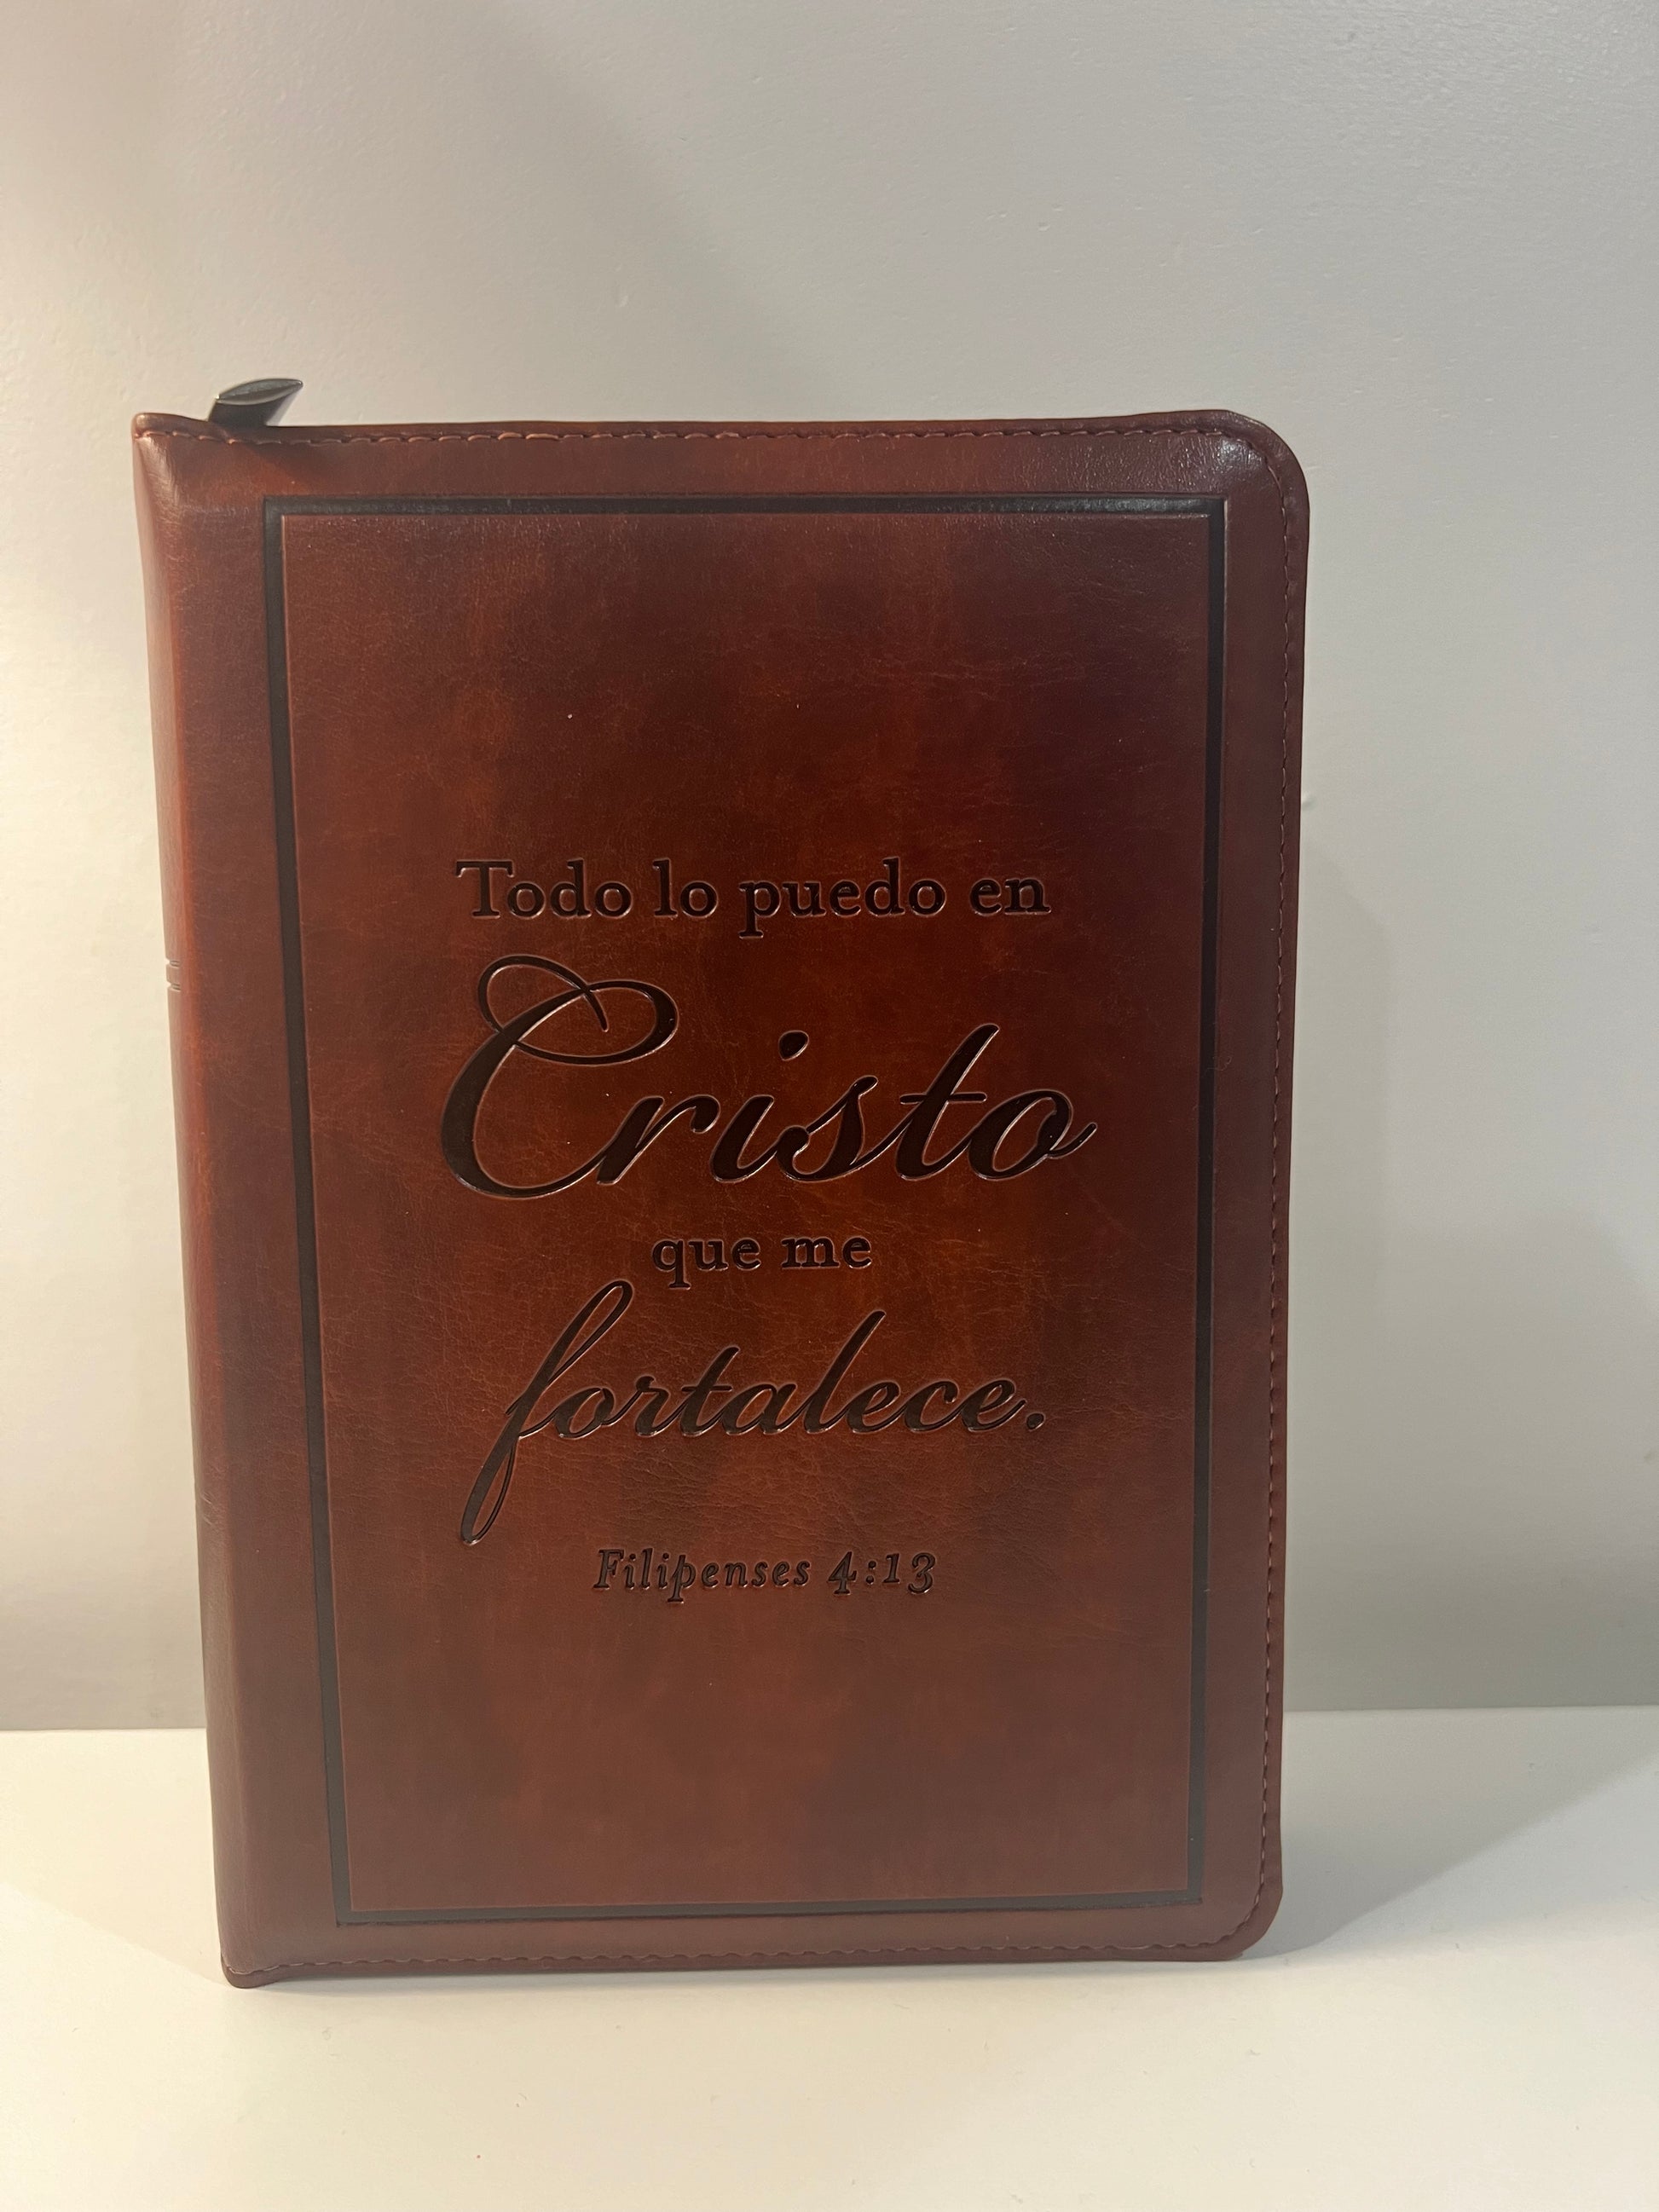 Todo lo puedo en
Cristo
que me
fortalece.
Filipenses 4:13